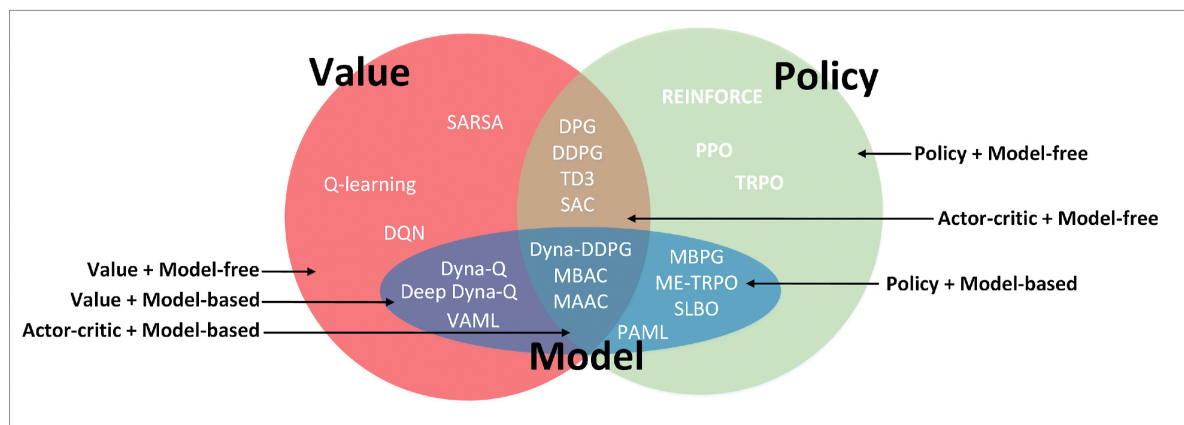 Value
Policy
REINFORCE
SARSA
DPG
DDPG
TD3
SAC
PPO
TRPO
Policy + Model-free
Q-learning
Actor-critic + Model-free
DQN
Dyna-DDPG
MBAC
MAAC
Dyna-Q
Deep Dyna-Q
VAML
MBPG
ME-TRPO
SLBO
PAML
Value + Model-free
Value + Model-based
Actor-critic + Model-based
Policy + Model-based
Model